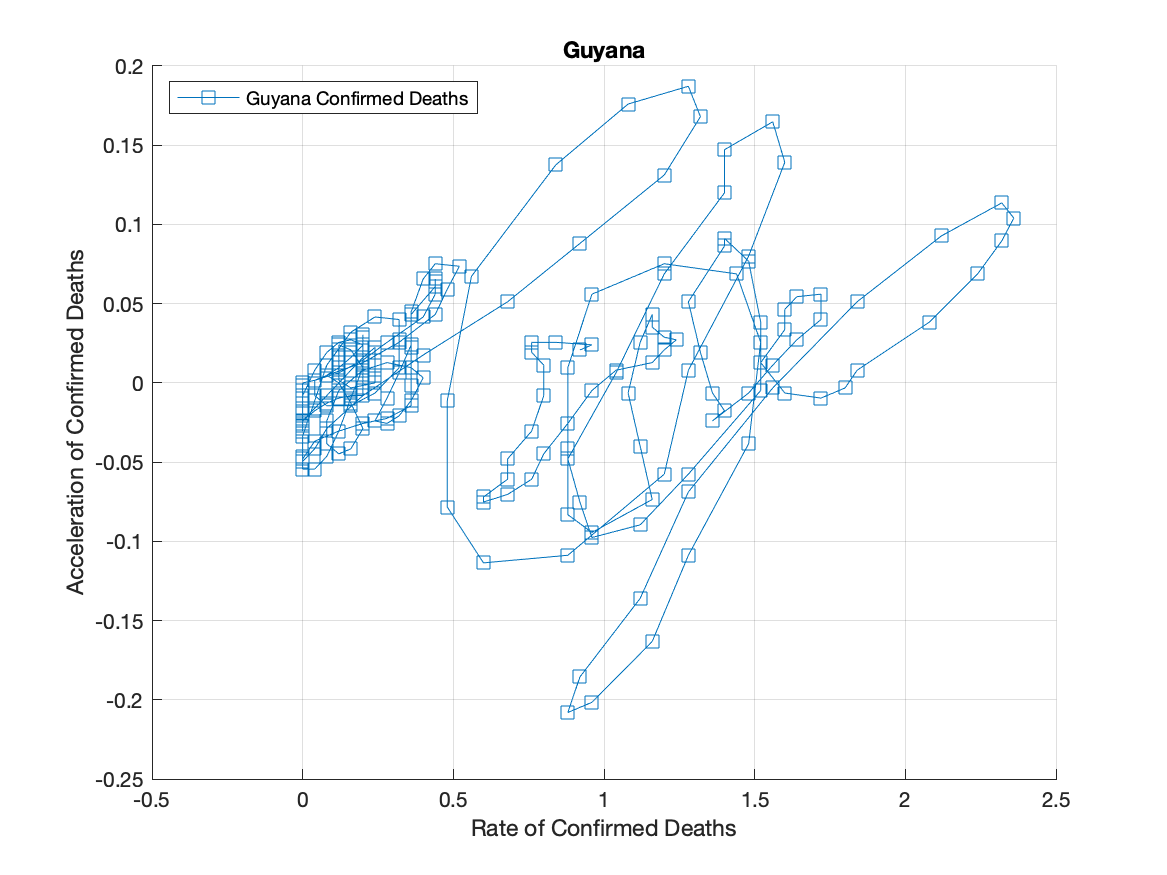 Guyana
Guyana Confirmed Deaths
0.2
0.15
0.1
0.05
0
-0.05
-0.1
-0.15
-0.2
-0.25
Acceleration of Confirmed Deaths
-0.5 0 0.5 1 1.5 2 2.5
Rate of Confirmed Deaths